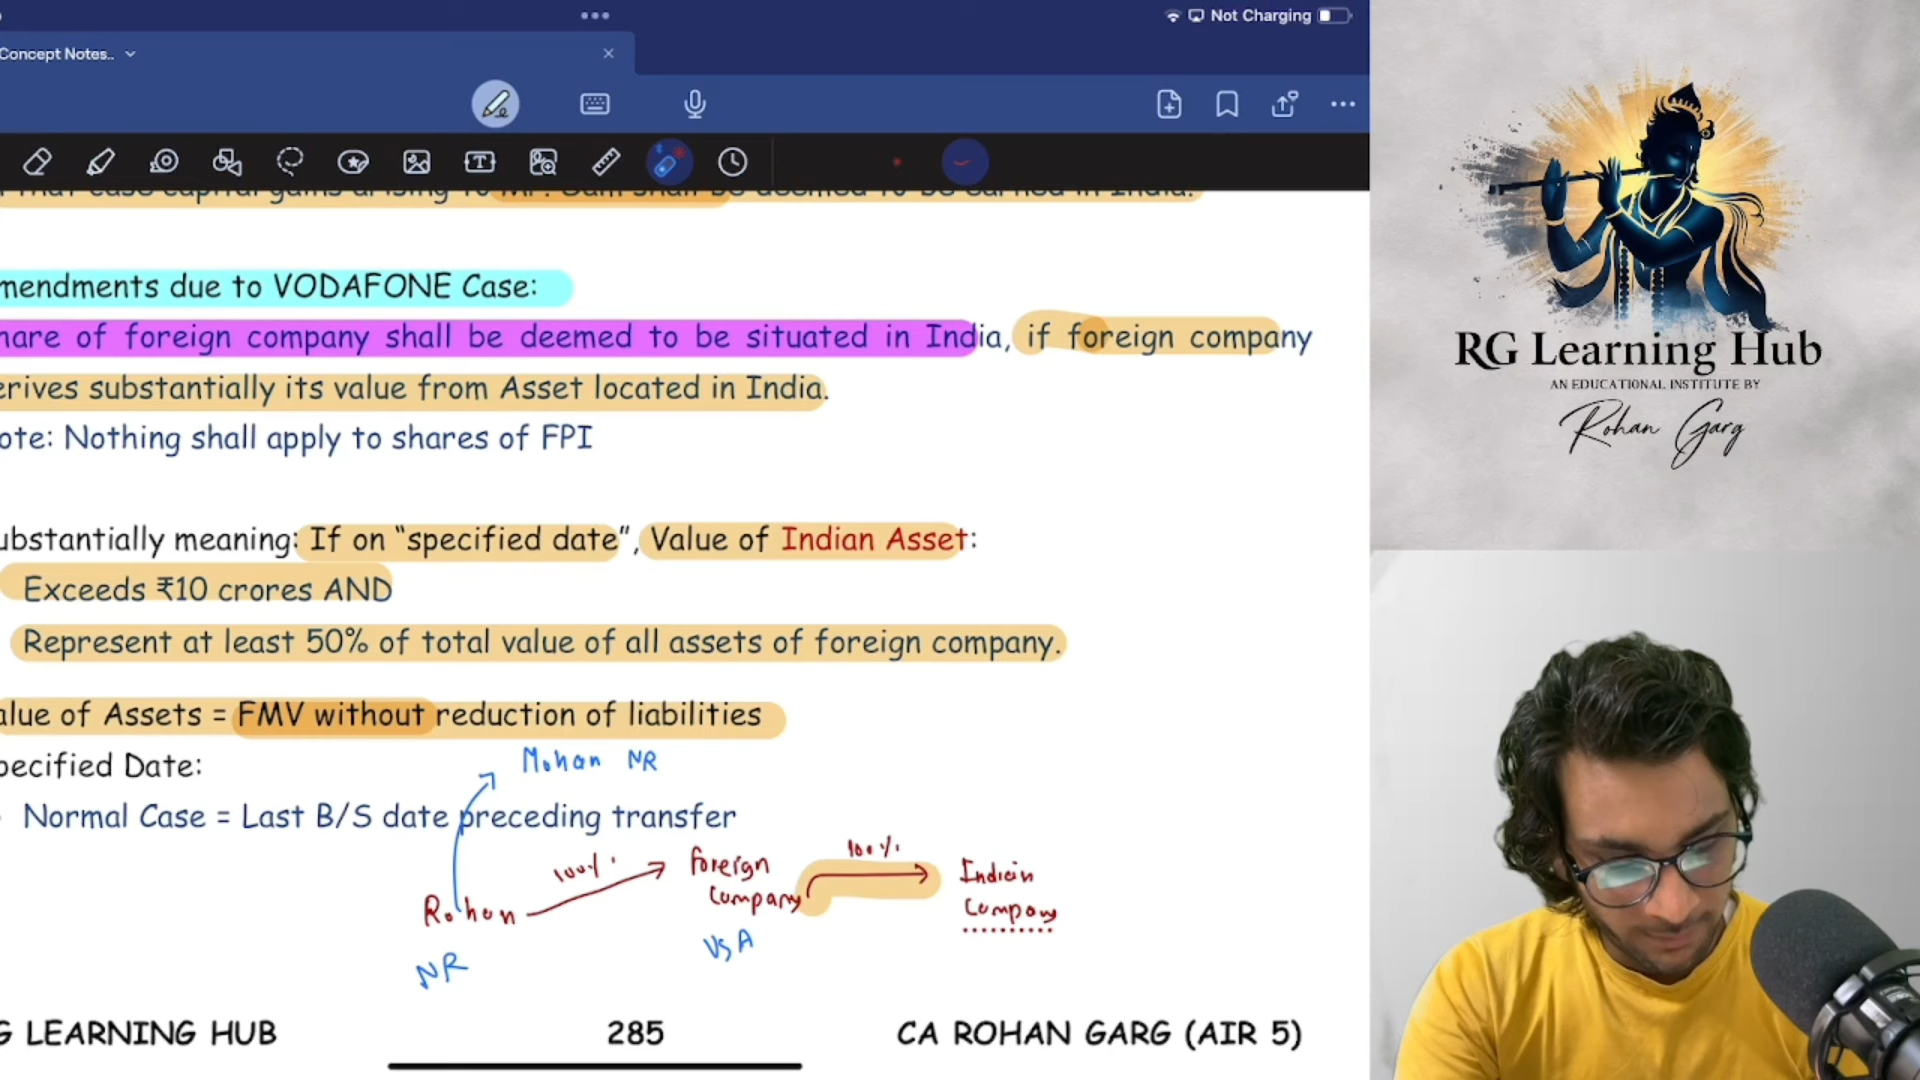 Not Charging
Concept Notes..
mendments due to VODAFONE Case:
hare of foreign company shall be deemed to be situated in India, if foreign company
erives substantially its value from Asset located in India.
ote: Nothing shall apply to shares of FPI
ubstantially meaning: If on “specified date”, Value of Indian Asset:
Exceeds ₹10 crores AND
Represent at least 50% of total value of all assets of foreign company.
alue of Assets = FMV without reduction of liabilities
pecified Date:
Mohan NR
Normal Case = Last B/S date preceding transfer
Rohan
NR
100%
Foreign
Company
USA
100%
Indian
Company
G LEARNING HUB
285
CA ROHAN GARG (AIR 5)
RG Learning Hub
AN EDUCATIONAL INSTITUTE BY
Rohan Garg